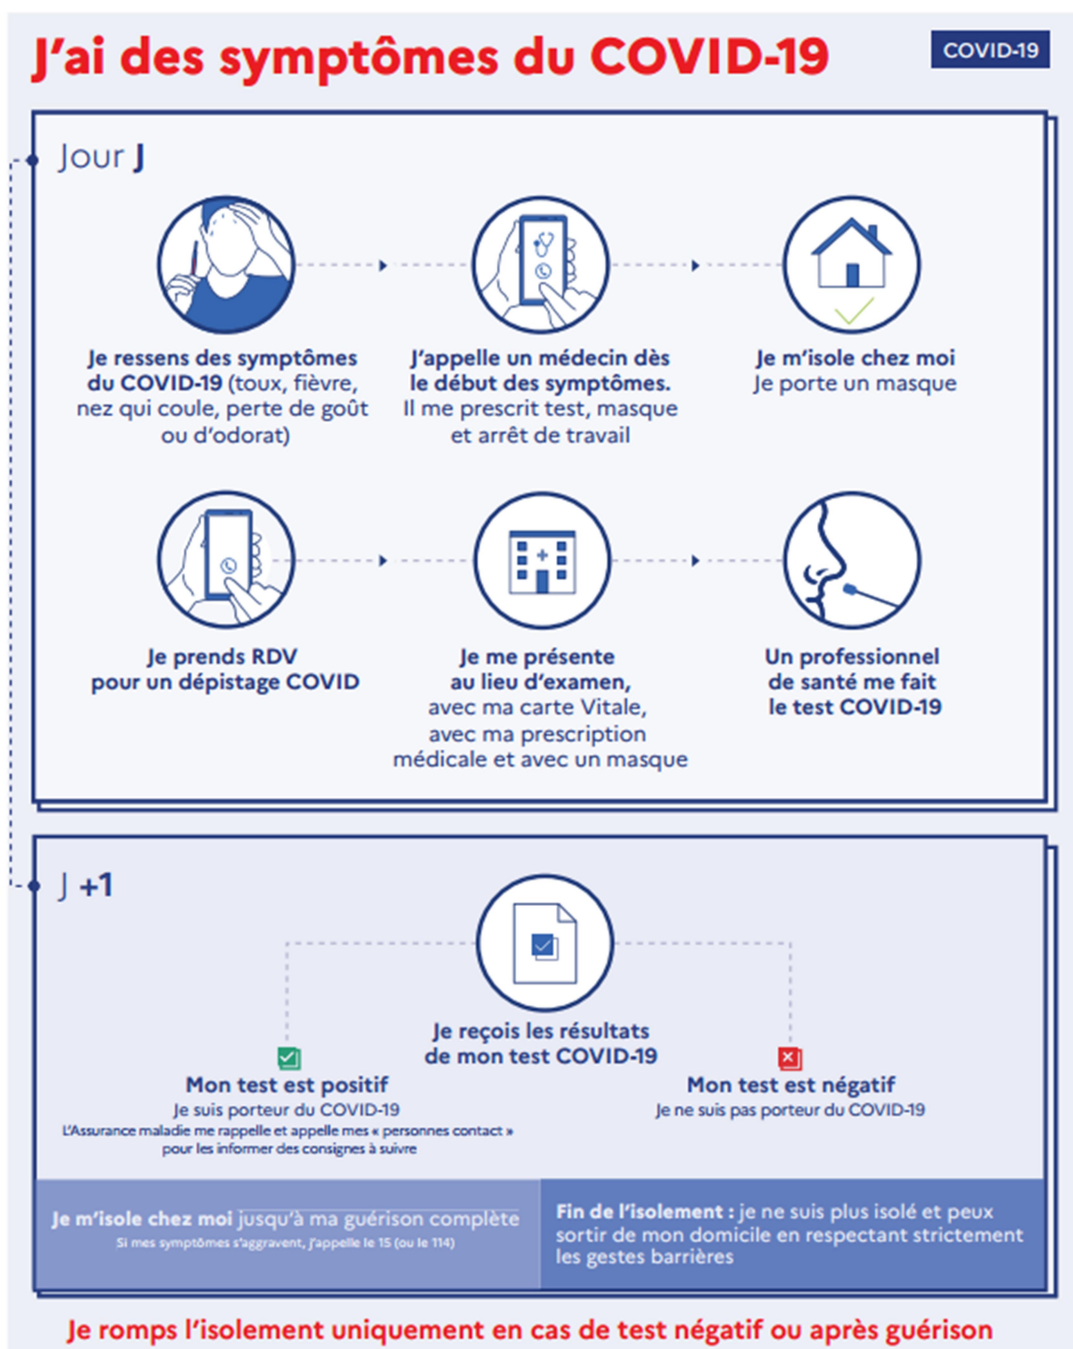 J'ai des symptômes du COVID-19
COVID-19
Jour J
Je ressens des symptômes
du COVID-19 (toux, fièvre,
nez qui coule, perte de goût
ou d'odorat)
J'appelle un médecin dès
le début des symptômes.
Il me prescrit test, masque
et arrêt de travail
Je m'isole chez moi
Je porte un masque
Je prends RDV
pour un dépistage COVID
Je me présente
au lieu d'examen,
avec ma carte Vitale,
avec ma prescription
médicale et avec un masque
Un professionnel
de santé me fait
le test COVID-19
J +1
Je reçois les résultats
de mon test COVID-19
Mon test est positif
Je suis porteur du COVID-19
L'Assurance maladie me rappelle et appelle mes « personnes contact »
pour les informer des consignes à suivre
Mon test est négatif
Je ne suis pas porteur du COVID-19
Je m'isole chez moi jusqu'à ma guérison complète
Si mes symptômes s'aggravent, j'appelle le 15 (ou le 114)
Fin de l'isolement : je ne suis plus isolé et peux
sortir de mon domicile en respectant strictement
les gestes barrières
Je romps l'isolement uniquement en cas de test négatif ou après guérison